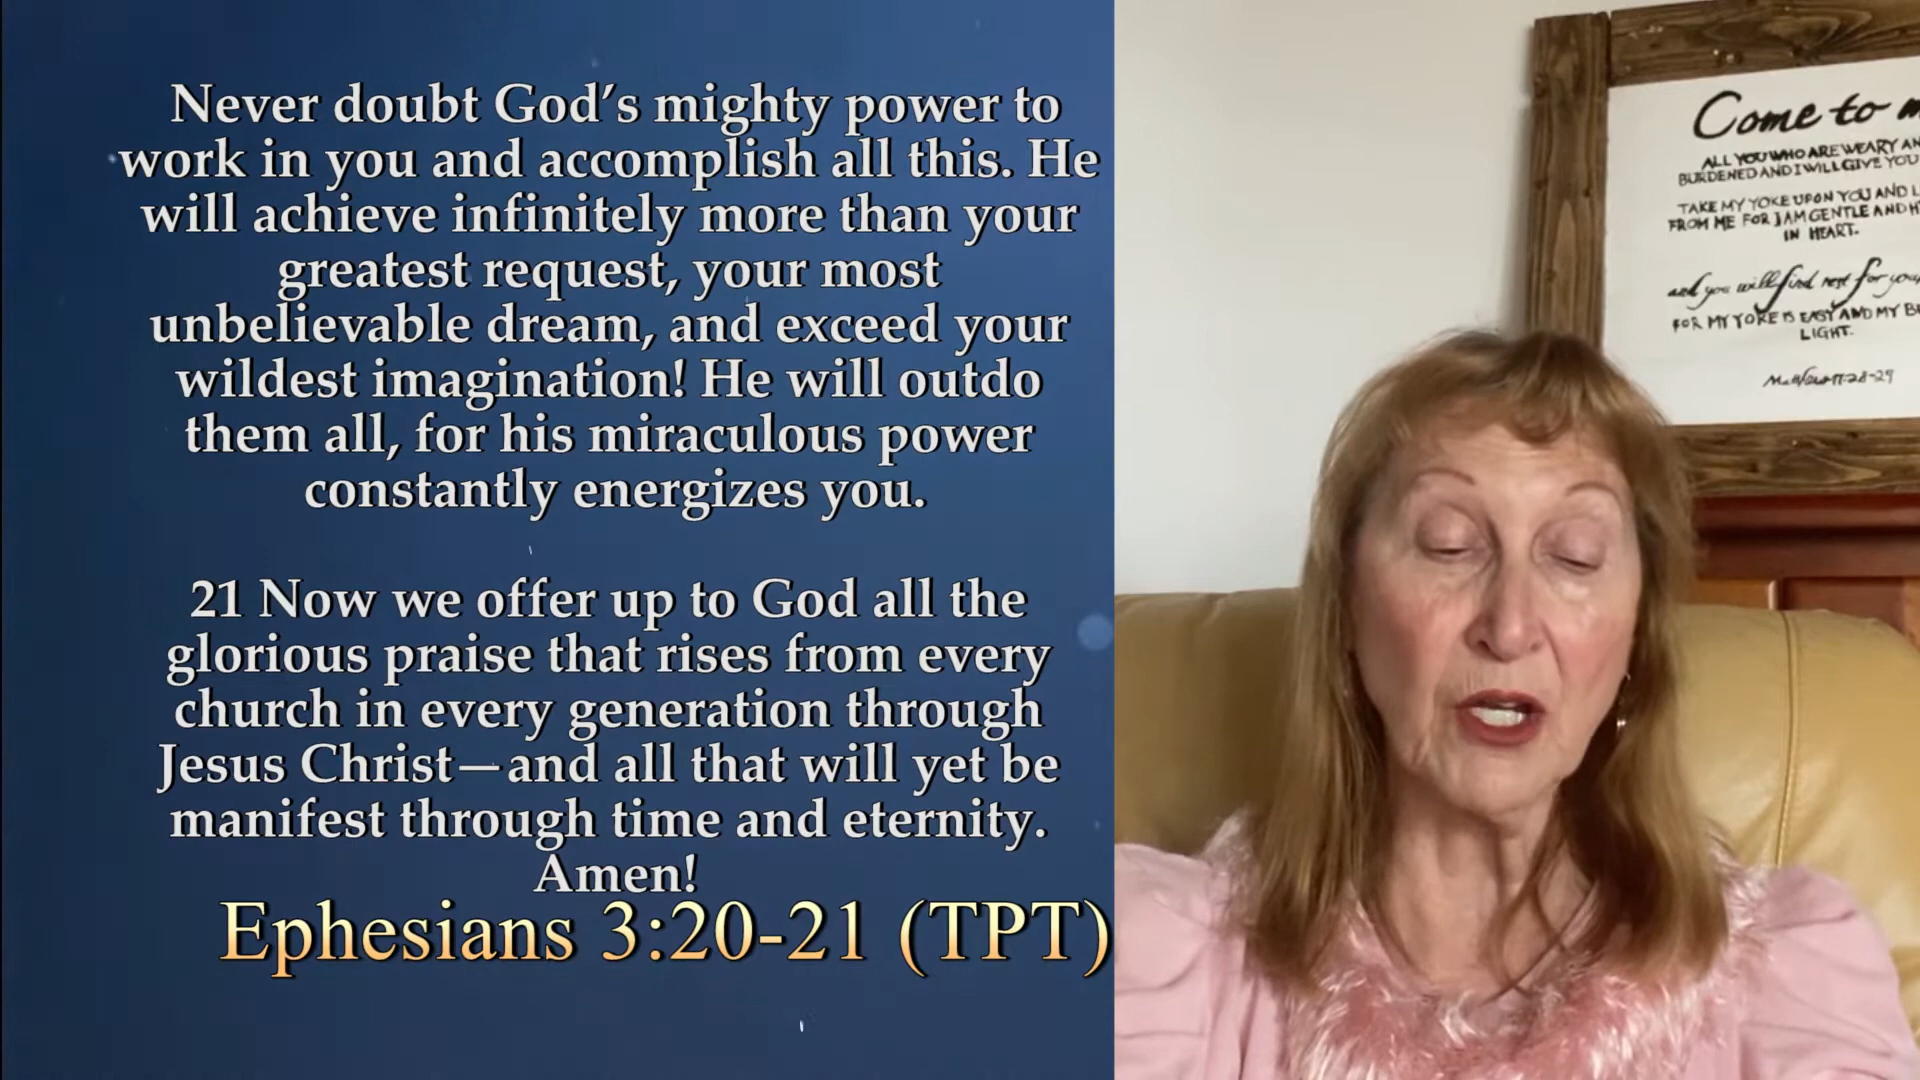 Never doubt God’s mighty power to
work in you and accomplish all this. He
will achieve infinitely more than your
greatest request, your most
unbelievable dream, and exceed your
wildest imagination! He will outdo
them all, for his miraculous power
constantly energizes you.
21 Now we offer up to God all the
glorious praise that rises from every
church in every generation through
Jesus Christ—and all that will yet be
manifest through time and eternity.
Amen!
Ephesians 3:20-21 (TPT)
Come to
ALL YOU WHO ARE WEARY
BURDENED AND I WILL GIVE YOU
TAKE MY YOKE UPON YOU AND
FROM ME FOR I AM GENTLE AND
IN HEART.
and you will find rest for
FOR MY YOKE IS EASY AND MY
LIGHT.